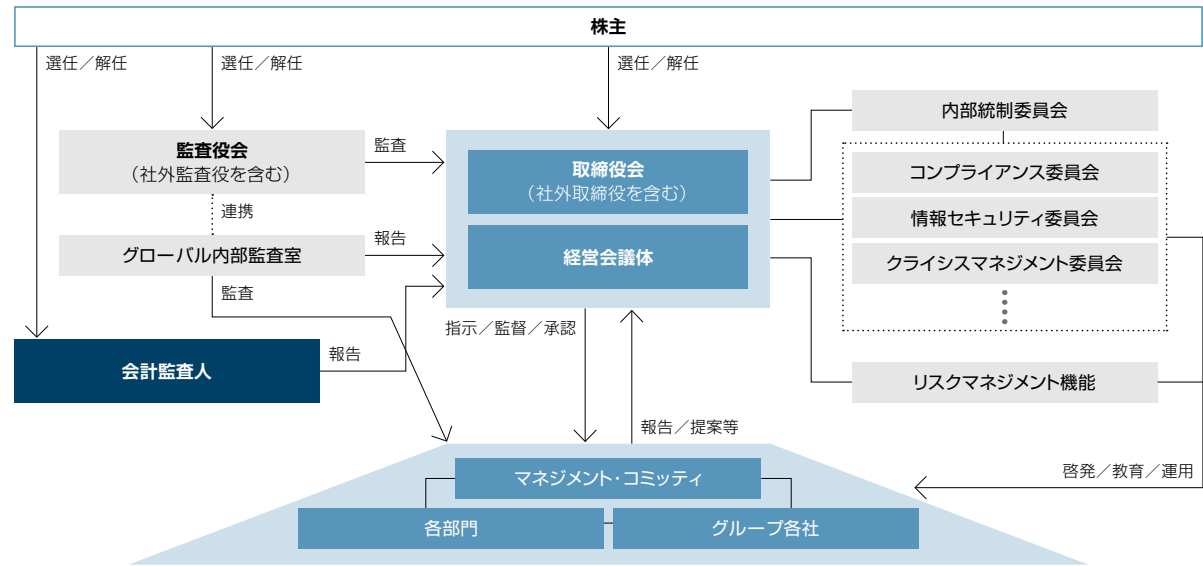 株主
選任／解任
選任／解任
選任／解任
監査役会
（社外監査役を含む）
監査
連携
グローバル内部監査室
報告
監査
会計監査人
報告
取締役会
（社外取締役を含む）
経営会議体
内部統制委員会
コンプライアンス委員会
情報セキュリティ委員会
クライシスマネジメント委員会
リスクマネジメント機能
指示／監督／承認
報告／提案等
啓発／教育／運用
マネジメント・コミッティ
各部門
グループ各社